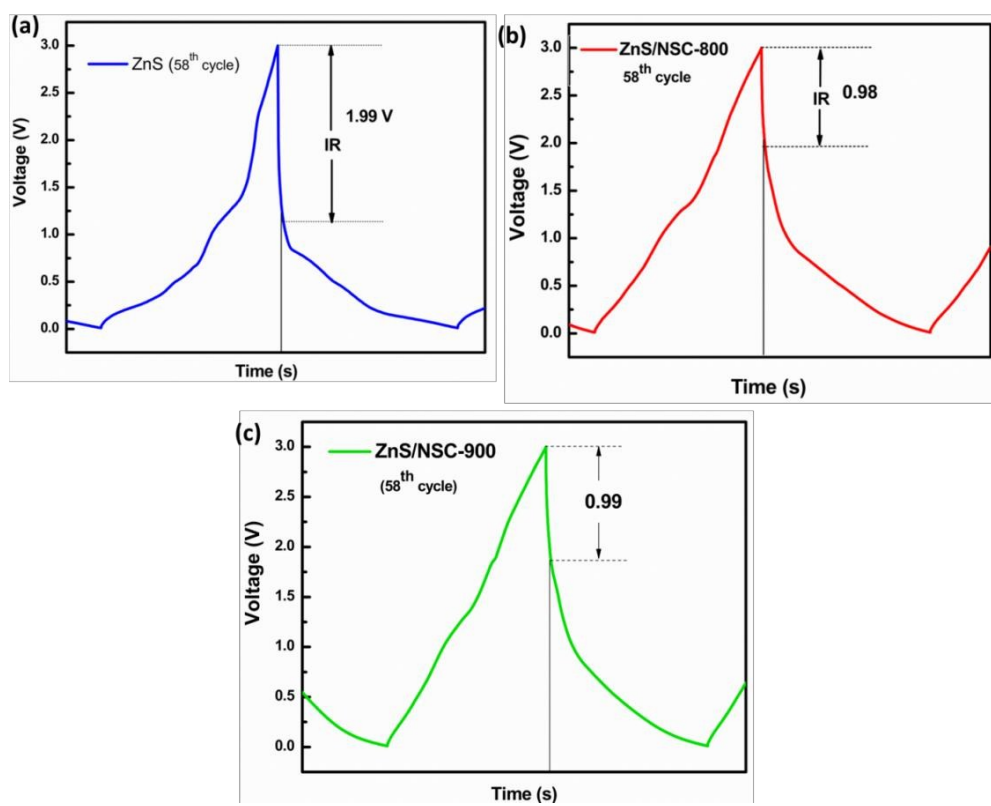 (a)
ZnS (58th cycle)
1.99 V
IR
3.0
2.5
2.0
1.5
1.0
0.5
0.0
Voltage (V)
Time (s)
(b)
ZnS/NSC-800
58th cycle
IR 0.98
3.0
2.5
2.0
1.5
1.0
0.5
0.0
Voltage (V)
Time (s)
(c)
ZnS/NSC-900
(58th cycle)
0.99
3.0
2.5
2.0
1.5
1.0
0.5
0.0
Voltage (V)
Time (s)